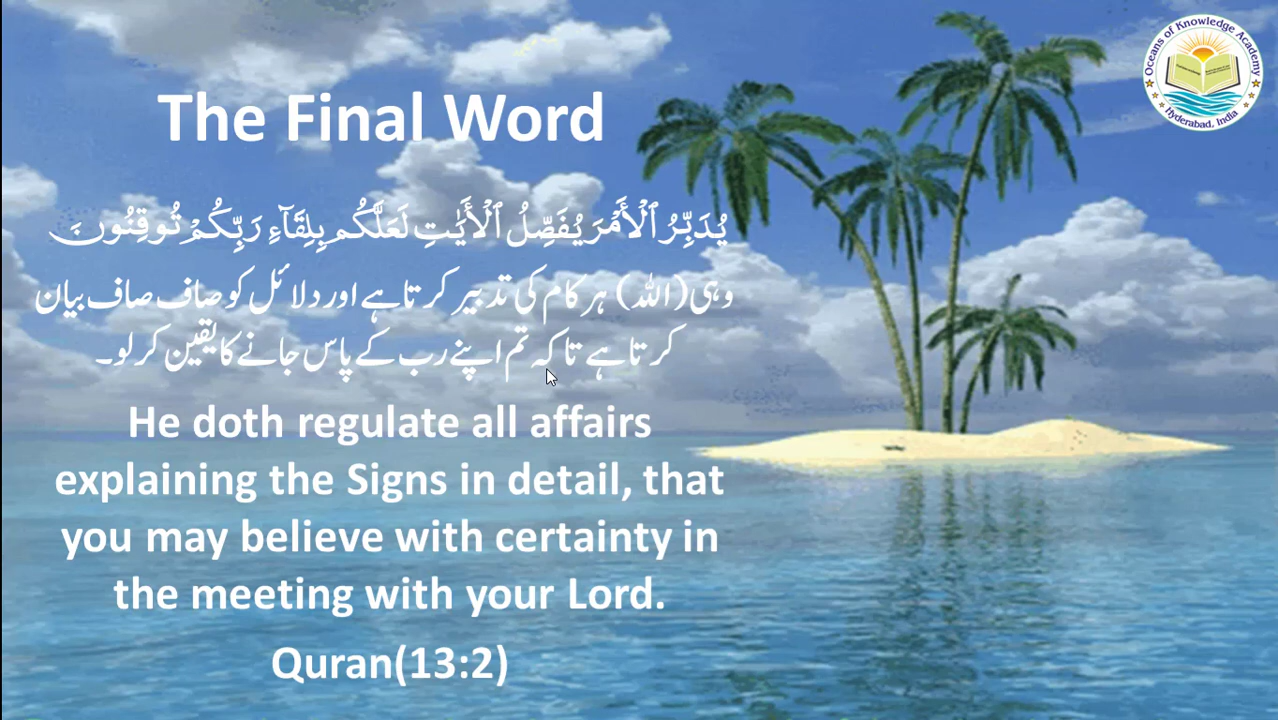 Oceans of Knowledge Academy
Hyderabad, India
The Final Word
يُدَبِّرُ ٱلْأَمْرَ يُفَصِّلُ ٱلْأَيَٰتِ لَعَلَّكُم بِلِقَآءِ رَبِّكُمْ تُوقِنُونَ
وہی (اللہ) ہر کام کی تدبیر کرتا ہے اور دلائل کو صاف صاف بیان
کرتا ہے تاکہ تم اپنے رب کے پاس جانے کا یقین کر لو۔
He doth regulate all affairs
explaining the Signs in detail, that
you may believe with certainty in
the meeting with your Lord.
Quran(13:2)